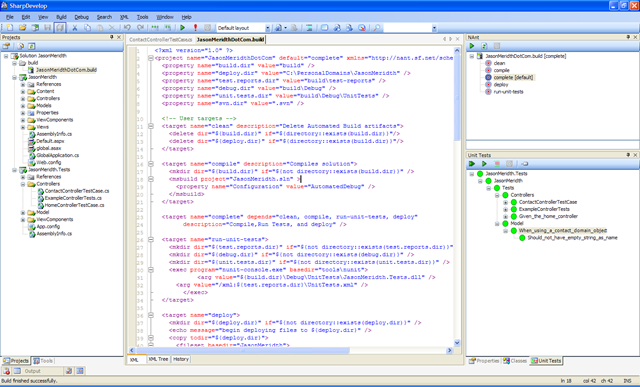 SharpDevelop
File Edit View Build Debug Search XML Tools Window Help
Default layout
Projects
Solution JasonMeridth
build
JasonMeridthDotCom.build
JasonMeridth
References
Content
Controllers
Models
Properties
ViewComponents
Views
AssemblyInfo.cs
Default.aspx
global.asax
GlobalApplication.cs
Web.config
JasonMeridth.Tests
References
Controllers
ContactControllerTestCase.cs
ExampleControllerTests.cs
HomeControllerTestCase.cs
Model
ViewComponents
App.config
AssemblyInfo.cs
Projects Tools
ContactControllerTestCase JasonMeridthDotCom.build
<?xml version="1.0" ?>
<project name="JasonMeridthDotCom" default="complete" xmlns="http://nant.sf.net/sche
<property name="build.dir" value="build" />
<property name="deploy.dir" value="C:\PersonalDomains\JasonMeridth" />
<property name="test.reports.dir" value="build\test-reports" />
<property name="debug.dir" value="build\Debug" />
<property name="unit.tests.dir" value="build\Debug\UnitTests" />
<property name="svn.dir" value=".svn" />
<!-- User targets -->
<target name="clean" description="Delete Automated Build artifacts">
<delete dir="${build.dir}" if="${directory::exists(build.dir)}"/>
<delete dir="${deploy.dir}" if="${directory::exists(build.dir)}"/>
</target>
<target name="compile" description="Compiles solution">
<mkdir dir="${build.dir}" if="${not directory::exists(build.dir)}" />
<msbuild project="JasonMeridth.sln" >
<property name="Configuration" value="AutomatedDebug" />
</msbuild>
</target>
<target name="complete" depends="clean, compile, run-unit-tests, deploy"
description="Compile,Run Tests, and deploy" />
<target name="run-unit-tests">
<mkdir dir="${test.reports.dir}" if="${not directory::exists(test.reports.dir)}"
<mkdir dir="${debug.dir}" if="${not directory::exists(debug.dir)}" />
<mkdir dir="${unit.tests.dir}" if="${not directory::exists(unit.tests.dir)}" />
<exec program="nunit-console.exe" basedir="tools\nunit">
<arg value="${build.dir}\Debug\UnitTests\JasonMeridth.Tests.dll" />
<arg value="/xml:${test.reports.dir}\UnitTests.xml" />
</exec>
</target>
<target name="deploy">
<mkdir dir="${deploy.dir}" if="${not directory::exists(deploy.dir)}" />
<echo message="begin deploying files to ${deploy.dir}" />
<copy todir="${deploy.dir}">
<fileset basedir="JasonMeridth">
XML XML Tree History
NAnt
JasonMeridthDotCom.build [complete]
clean
compile
complete [default]
deploy
run-unit-tests
Unit Tests
JasonMeridth.Tests
JasonMeridth
Tests
Controllers
ContactControllerTestCase
ExampleControllerTests
Given_the_home_controller
Model
When_using_a_contact_domain_object
Should_not_have_empty_string_as_name
Properties Classes Unit Tests
Output
Build finished successfully.
ln 18 col 42 ch 42 INS